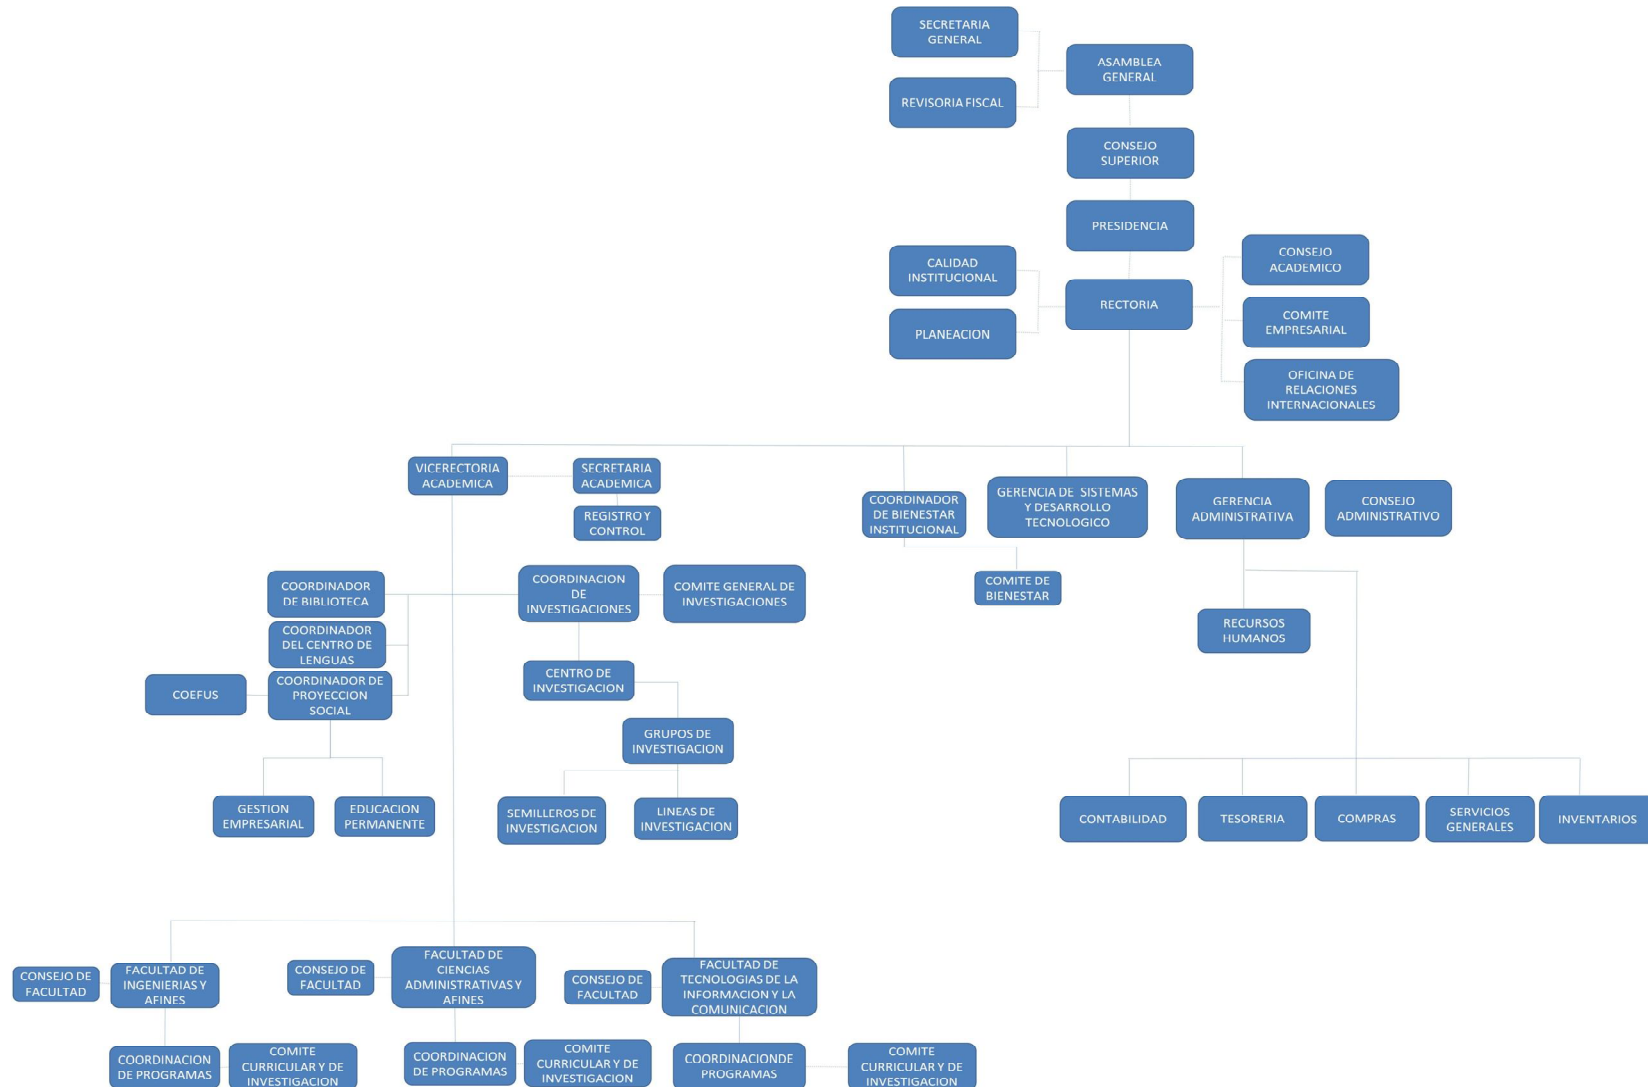 SECRETARIA
GENERAL
ASAMBLEA
GENERAL
REVISORIA FISCAL
CONSEJO
SUPERIOR
PRESIDENCIA
CALIDAD
INSTITUCIONAL
CONSEJO
ACADEMICO
RECTORIA
PLANEACION
COMITE
EMPRESARIAL
OFICINA DE
RELACIONES
INTERNACIONALES
VICERECTORIA
ACADEMICA
SECRETARIA
ACADEMICA
REGISTRO Y
CONTROL
COORDINADOR
DE BIENESTAR
INSTITUCIONAL
GERENCIA DE SISTEMAS
Y DESARROLLO
TECNOLOGICO
GERENCIA
ADMINISTRATIVA
CONSEJO
ADMINISTRATIVO
COMITE DE
BIENESTAR
COORDINADOR
DE BIBLIOTECA
COORDINACION
DE
INVESTIGACIONES
COMITE GENERAL DE
INVESTIGACIONES
RECURSOS
HUMANOS
COORDINADOR
DEL CENTRO DE
LENGUAS
COEFUS
COORDINADOR DE
PROYECCION
SOCIAL
CENTRO DE
INVESTIGACION
GRUPOS DE
INVESTIGACION
GESTION
EMPRESARIAL
EDUCACION
PERMANENTE
SEMILLEROS DE
INVESTIGACION
LINEAS DE
INVESTIGACION
CONTABILIDAD
TESORERIA
COMPRAS
SERVICIOS
GENERALES
INVENTARIOS
CONSEJO DE
FACULTAD
FACULTAD DE
INGENIERIAS Y
AFINES
CONSEJO DE
FACULTAD
FACULTAD DE
CIENCIAS
ADMINISTRATIVAS Y
AFINES
CONSEJO DE
FACULTAD
FACULTAD DE
TECNOLOGIAS DE LA
INFORMACION Y LA
COMUNICACION
COORDINACION
DE PROGRAMAS
COMITE
CURRICULAR Y DE
INVESTIGACION
COORDINACION
DE PROGRAMAS
COMITE
CURRICULAR Y DE
INVESTIGACION
COORDINACIONDE
PROGRAMAS
COMITE
CURRICULAR Y DE
INVESTIGACION